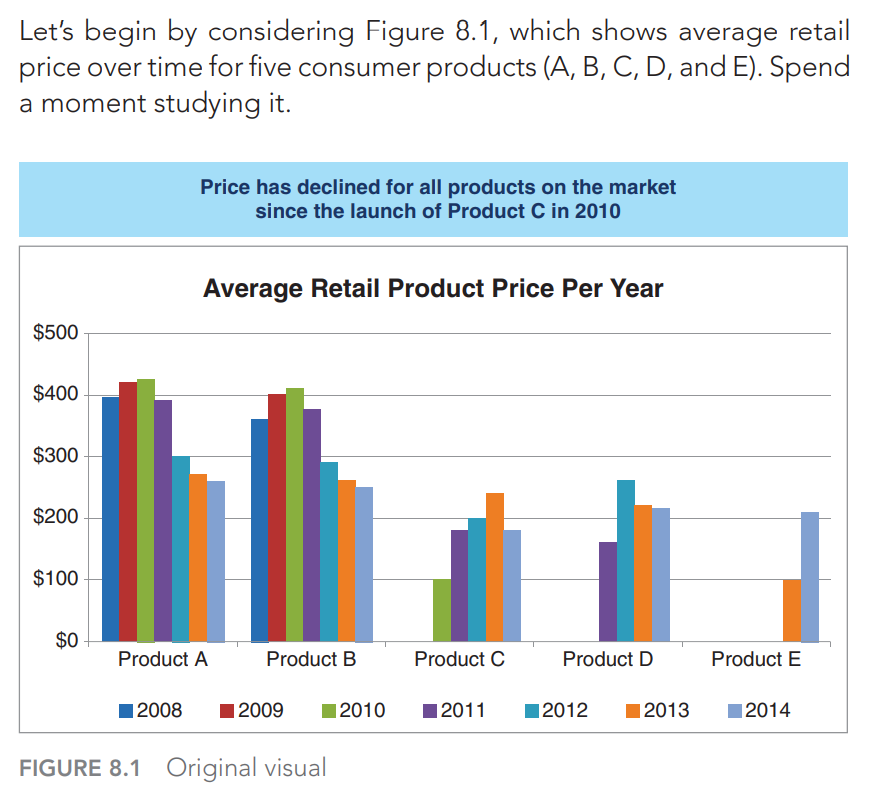 Let’s begin by considering Figure 8.1, which shows average retail
price over time for five consumer products (A, B, C, D, and E). Spend
a moment studying it.
Price has declined for all products on the market
since the launch of Product C in 2010
Average Retail Product Price Per Year
$500
$400
$300
$200
$100
$0
Product A Product B Product C Product D Product E
2008 2009 2010 2011 2012 2013 2014
FIGURE 8.1 Original visual